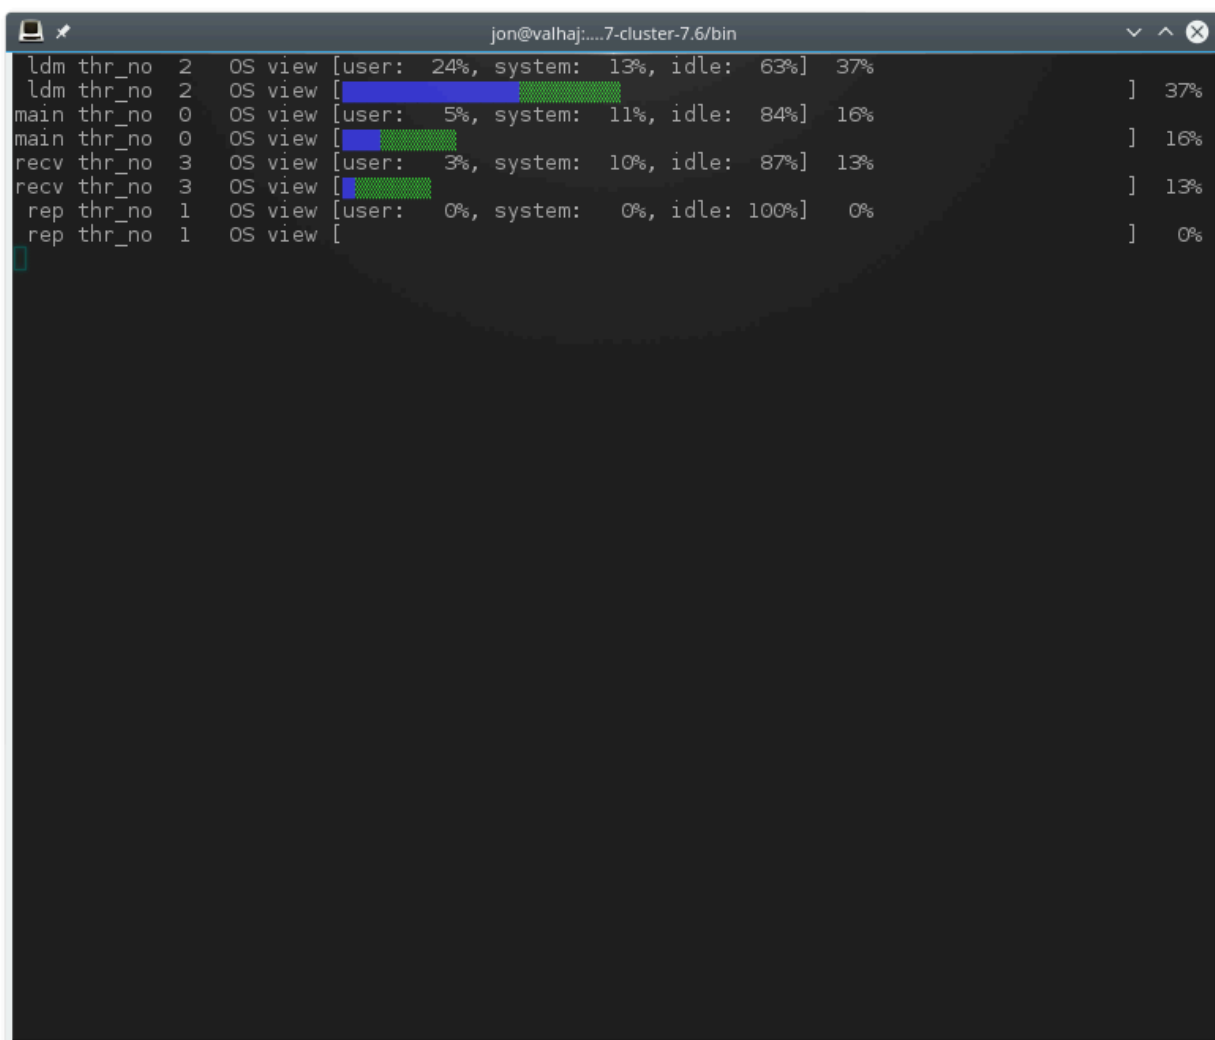 jon@valhaj:....7-cluster-7.6/bin
ldm thr_no  2   OS view [user:  24%, system:  13%, idle:  63%]  37%
ldm thr_no  2   OS view [                                                              ]  37%
main thr_no  0   OS view [user:   5%, system:  11%, idle:  84%]  16%
main thr_no  0   OS view [                                                              ]  16%
recv thr_no  3   OS view [user:   3%, system:  10%, idle:  87%]  13%
recv thr_no  3   OS view [                                                              ]  13%
rep thr_no  1   OS view [user:   0%, system:   0%, idle: 100%]   0%
rep thr_no  1   OS view [                                                              ]   0%